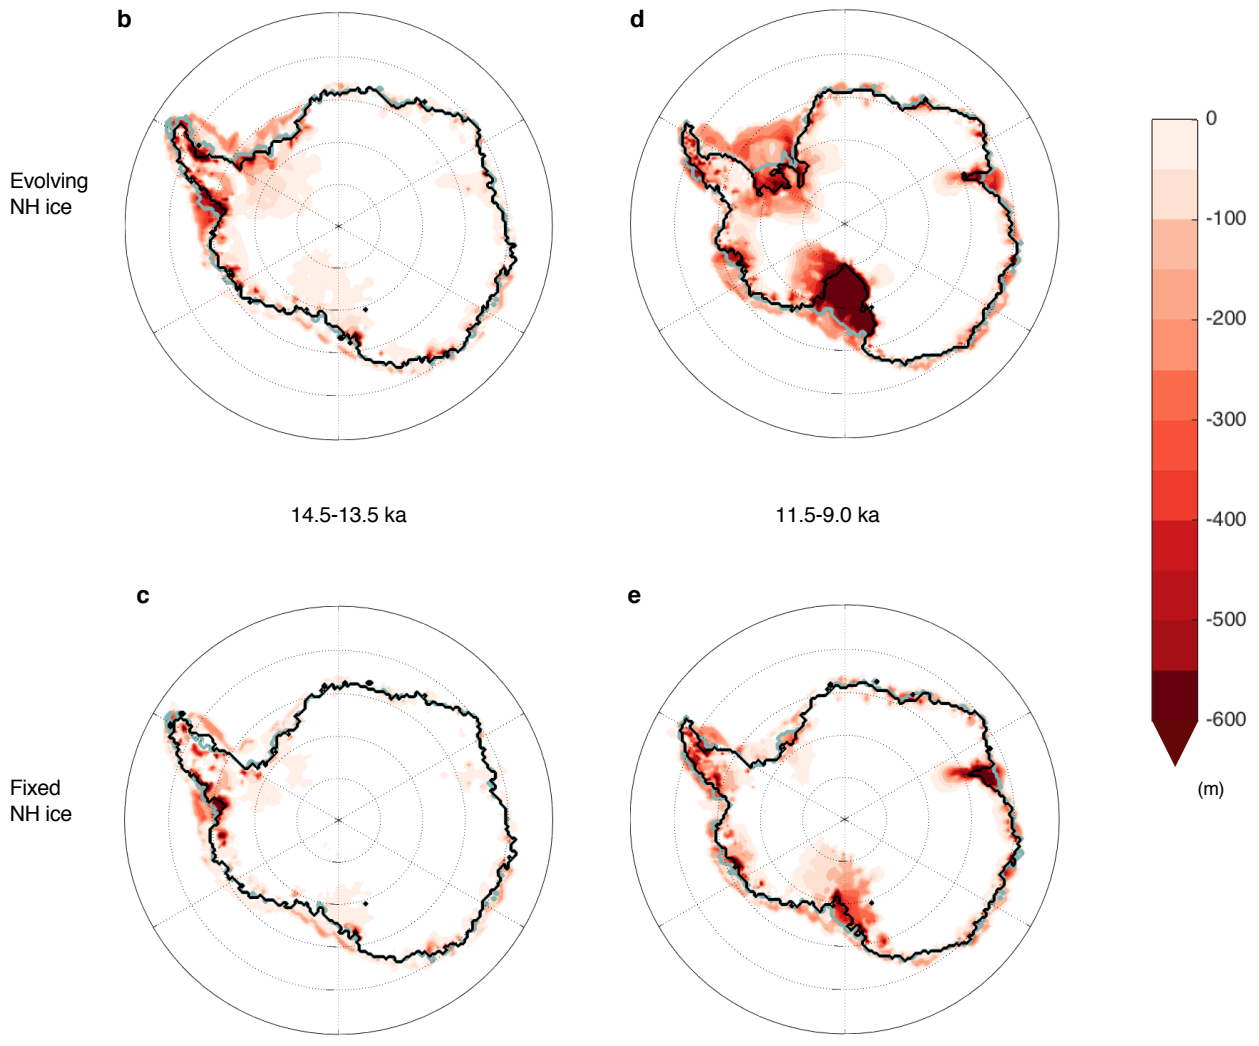 b
d
Evolving
NH ice
0
-100
-200
-300
-400
-500
-600
(m)
14.5-13.5 ka
11.5-9.0 ka
c
e
Fixed
NH ice